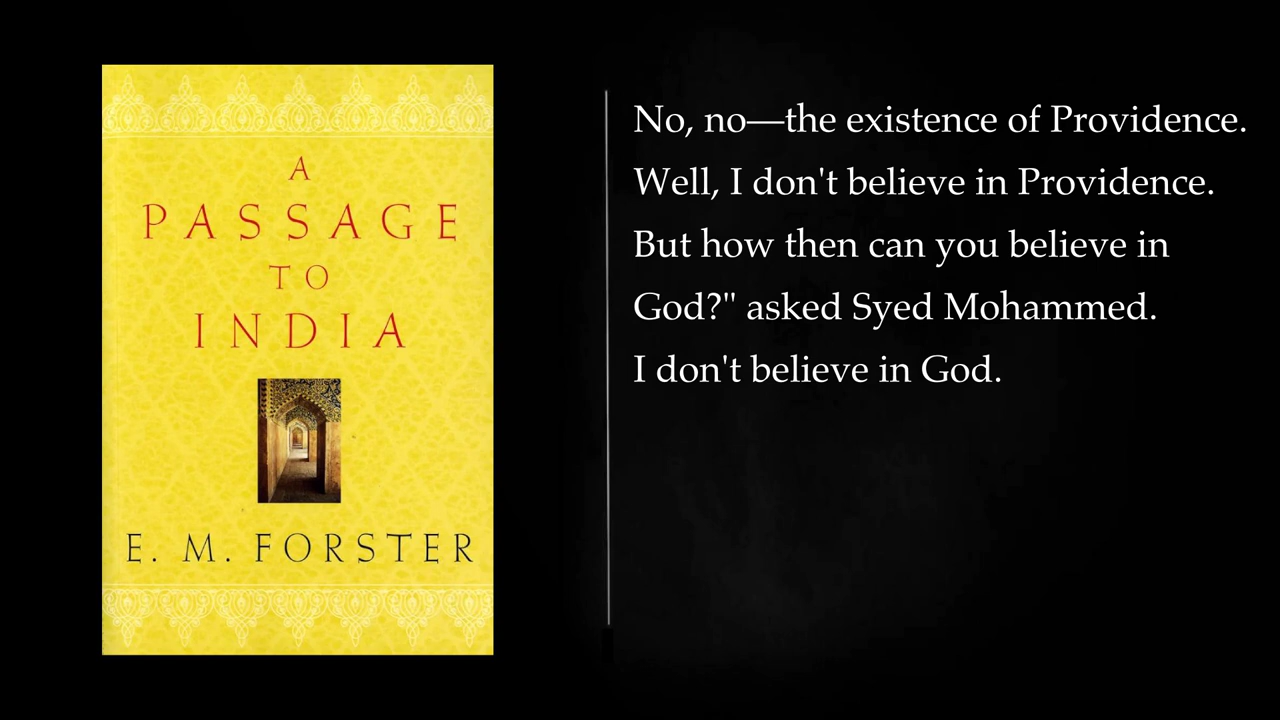 A
PASSAGE
TO
INDIA
E. M. FORSTER
No, no—the existence of Providence.
Well, I don't believe in Providence.
But how then can you believe in
God?" asked Syed Mohammed.
I don't believe in God.